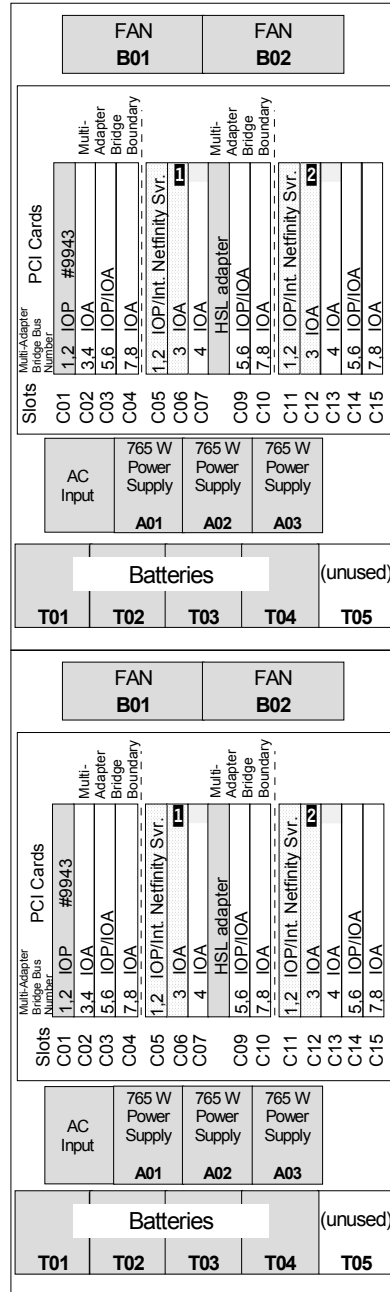 FAN
B01
FAN
B02
Multi-
Adapter
Bridge
Boundary
Multi-
Adapter
Bridge
Boundary
Slots
Multi-Adapter
Bridge Bus
Number
PCI Cards
C01 1,2 IOP #9943
C02 3,4 IOA
C03 5,6 IOP/IOA
C04 7,8 IOA
C05 1,2 IOP/Int. Netfinity Svr.
C06 3 IOA 1
C07 4 IOA
HSL adapter
C09 5,6 IOP/IOA
C10 7,8 IOA
C11 1,2 IOP/Int. Netfinity Svr.
C12 3 IOA 2
C13 4 IOA
C14 5,6 IOP/IOA
C15 7,8 IOA
AC
Input
765 W
Power
Supply
A01
765 W
Power
Supply
A02
765 W
Power
Supply
A03
Batteries
(unused)
T01 T02 T03 T04 T05
FAN
B01
FAN
B02
Multi-
Adapter
Bridge
Boundary
Multi-
Adapter
Bridge
Boundary
Slots
Multi-Adapter
Bridge Bus
Number
PCI Cards
C01 1,2 IOP #9943
C02 3,4 IOA
C03 5,6 IOP/IOA
C04 7,8 IOA
C05 1,2 IOP/Int. Netfinity Svr.
C06 3 IOA 1
C07 4 IOA
HSL adapter
C09 5,6 IOP/IOA
C10 7,8 IOA
C11 1,2 IOP/Int. Netfinity Svr.
C12 3 IOA 2
C13 4 IOA
C14 5,6 IOP/IOA
C15 7,8 IOA
AC
Input
765 W
Power
Supply
A01
765 W
Power
Supply
A02
765 W
Power
Supply
A03
Batteries
(unused)
T01 T02 T03 T04 T05